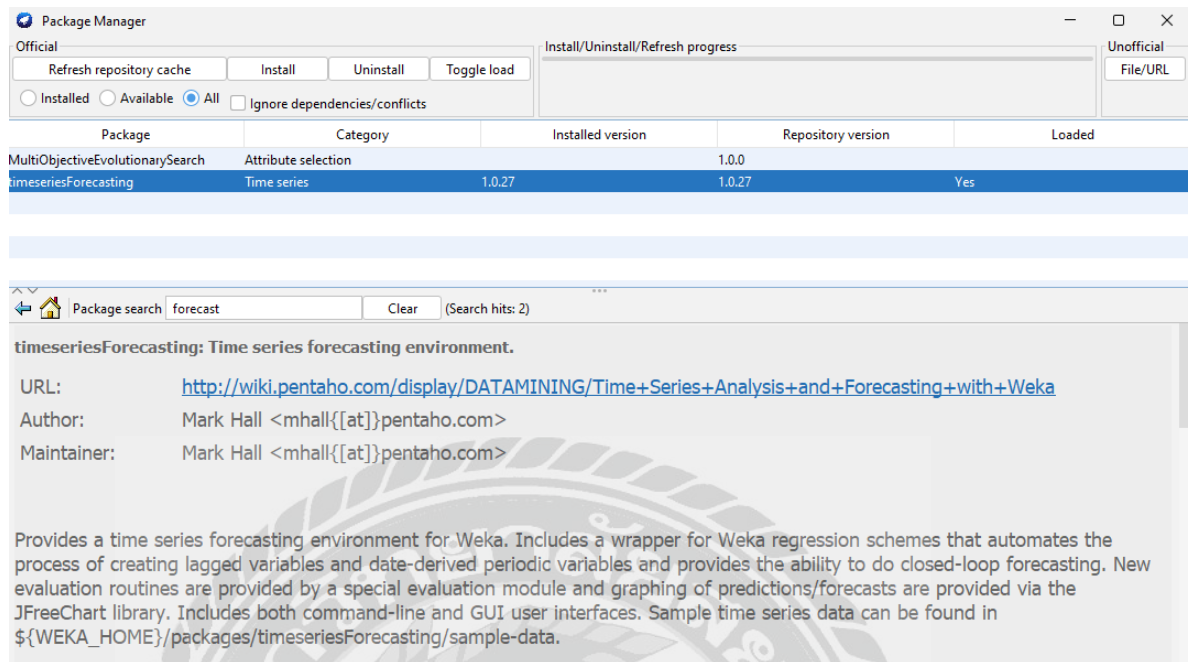 Package Manager
Official
Install/Uninstall/Refresh progress
Unofficial
Refresh repository cache
Install
Uninstall
Toggle load
File/URL
Installed
Available
All
Ignore dependencies/conflicts
Package Category Installed version Repository version Loaded
MultiObjectiveEvolutionarySearch Attribute selection 1.0.0
timeseriesForecasting Time series 1.0.27 1.0.27 Yes
Package search forecast Clear (Search hits: 2)
timeseriesForecasting: Time series forecasting environment.
URL: http://wiki.pentaho.com/display/DATAMINING/Time+Series+Analysis+and+Forecasting+with+Weka
Author: Mark Hall <mhall{[at]}pentaho.com>
Maintainer: Mark Hall <mhall{[at]}pentaho.com>
Provides a time series forecasting environment for Weka. Includes a wrapper for Weka regression schemes that automates the
process of creating lagged variables and date-derived periodic variables and provides the ability to do closed-loop forecasting. New
evaluation routines are provided by a special evaluation module and graphing of predictions/forecasts are provided via the
JFreeChart library. Includes both command-line and GUI user interfaces. Sample time series data can be found in
${WEKA_HOME}/packages/timeseriesForecasting/sample-data.